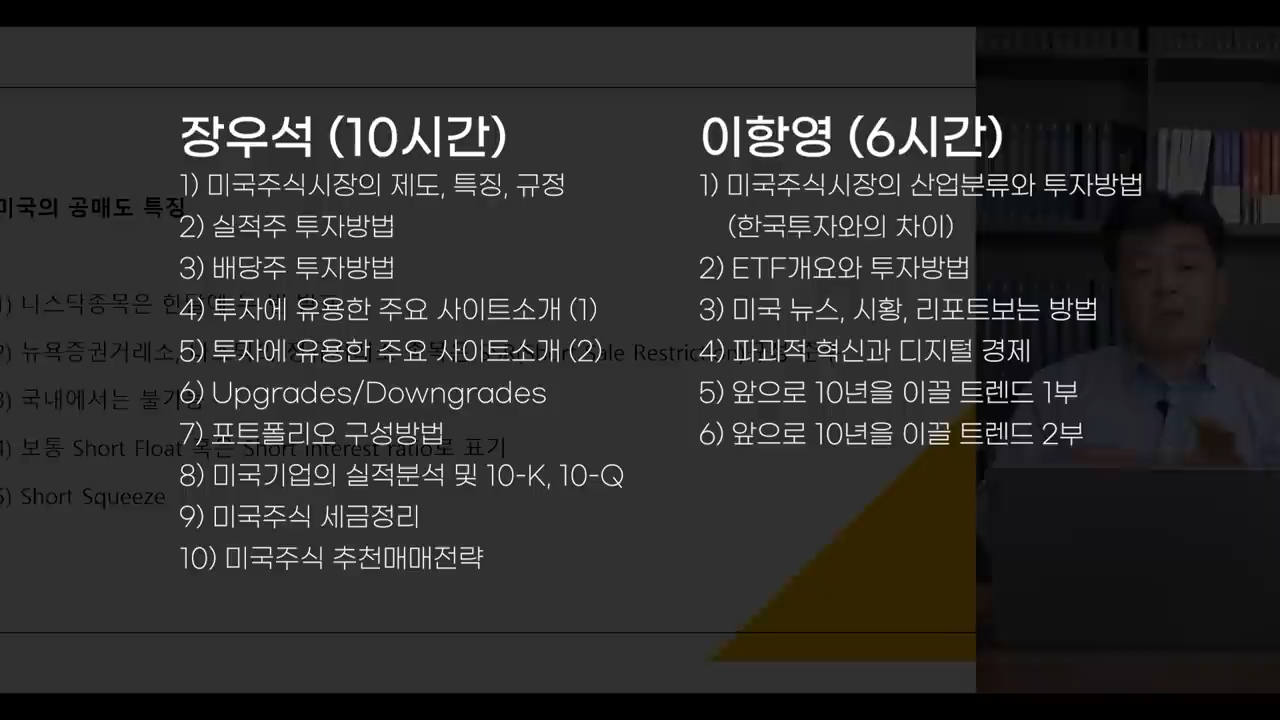 장우석 (10시간)
1) 미국주식시장의 제도, 특징, 규정
2) 실적주 투자방법
3) 배당주 투자방법
4) 투자에 유용한 주요 사이트소개 (1)
5) 투자에 유용한 주요 사이트소개 (2)
6) Upgrades/Downgrades
7) 포트폴리오 구성방법
8) 미국기업의 실적분석 및 10-K, 10-Q
9) 미국주식 세금정리
10) 미국주식 추천매매전략
이항영 (6시간)
1) 미국주식시장의 산업분류와 투자방법
(한국투자와의 차이)
2) ETF개요와 투자방법
3) 미국 뉴스, 시황, 리포트보는 방법
4) 파괴적 혁신과 디지털 경제
5) 앞으로 10년을 이끌 트렌드 1부
6) 앞으로 10년을 이끌 트렌드 2부
미국의 공매도 특징
1) 니스닥종목은
2) 뉴욕증권거래소, Sale Restriction
3) 국내에서는
4) 보통 Short Float 혹은 Short interest ratio로 표기
5) Short Squeeze